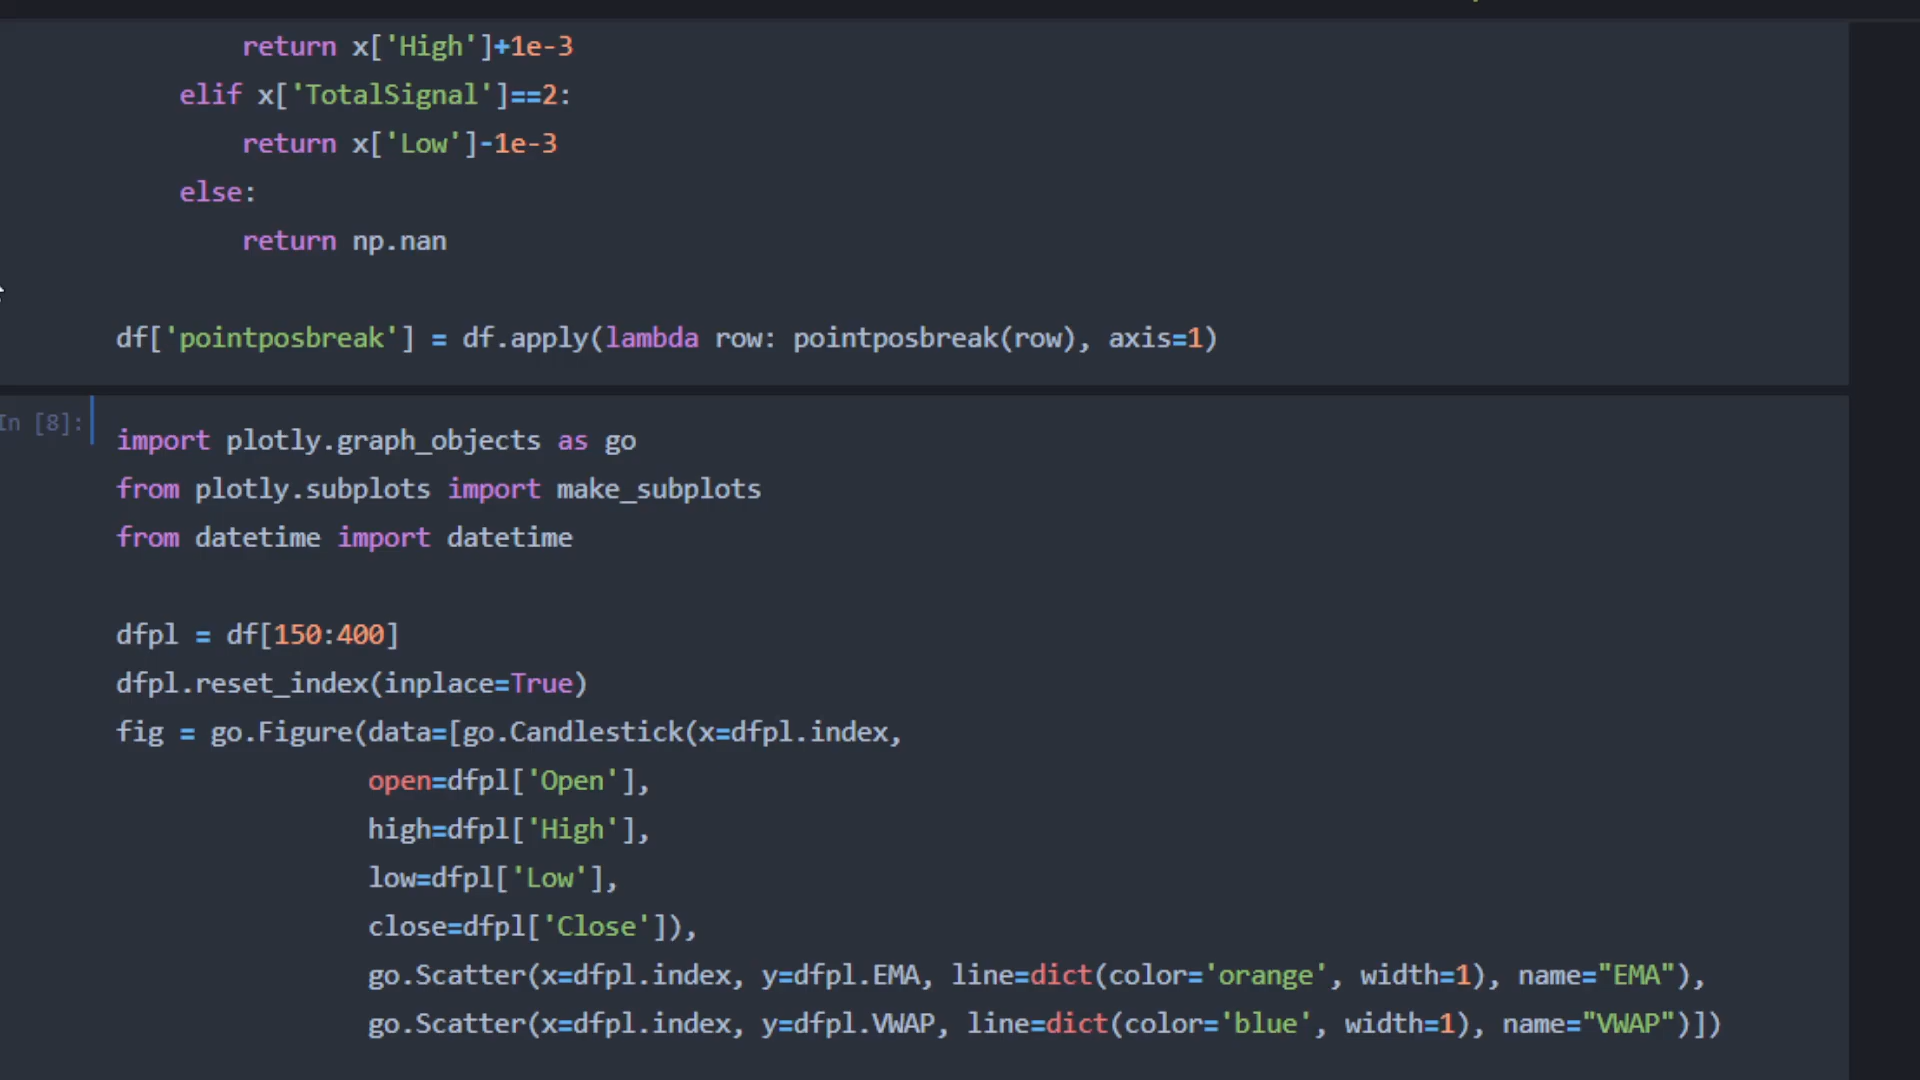 return x['High']+1e-3
elif x['TotalSignal']==2:
return x['Low']-1e-3
else:
return np.nan
df['pointposbreak'] = df.apply(lambda row: pointposbreak(row), axis=1)
In [8]:
import plotly.graph_objects as go
from plotly.subplots import make_subplots
from datetime import datetime
dfpl = df[150:400]
dfpl.reset_index(inplace=True)
fig = go.Figure(data=[go.Candlestick(x=dfpl.index,
open=dfpl['Open'],
high=dfpl['High'],
low=dfpl['Low'],
close=dfpl['Close']),
go.Scatter(x=dfpl.index, y=dfpl.EMA, line=dict(color='orange', width=1), name="EMA"),
go.Scatter(x=dfpl.index, y=dfpl.VWAP, line=dict(color='blue', width=1), name="VWAP")])